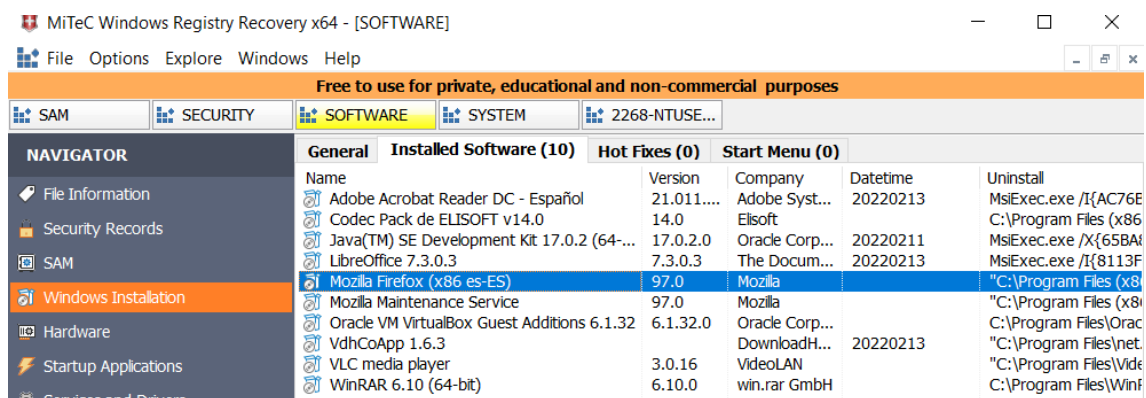 MiTeC Windows Registry Recovery x64 - [SOFTWARE]
File Options Explore Windows Help
Free to use for private, educational and non-commercial purposes
SAM SECURITY SOFTWARE SYSTEM 2268-NTUSE...
NAVIGATOR General Installed Software (10) Hot Fixes (0) Start Menu (0)
Name Version Company Datetime Uninstall
File Information Adobe Acrobat Reader DC - Español 21.011.... Adobe Syst... 20220213 MsiExec.exe /I{AC76E
Codec Pack de ELISOFT v14.0 14.0 Elisoft C:\Program Files (x86
Security Records Java(TM) SE Development Kit 17.0.2 (64-... 17.0.2.0 Oracle Corp... 20220211 MsiExec.exe /X{65BA8
SAM LibreOffice 7.3.0.3 7.3.0.3 The Docum... 20220213 MsiExec.exe /I{8113F
Mozilla Firefox (x86 es-ES) 97.0 Mozilla "C:\Program Files (x8
Windows Installation Mozilla Maintenance Service 97.0 Mozilla "C:\Program Files (x8
Hardware Oracle VM VirtualBox Guest Additions 6.1.32 6.1.32.0 Oracle Corp... C:\Program Files\Orac
VdhCoApp 1.6.3 DownloadH... 20220213 "C:\Program Files\net.
Startup Applications VLC media player 3.0.16 VideoLAN "C:\Program Files\Vide
WinRAR 6.10 (64-bit) 6.10.0 win.rar GmbH C:\Program Files\WinF